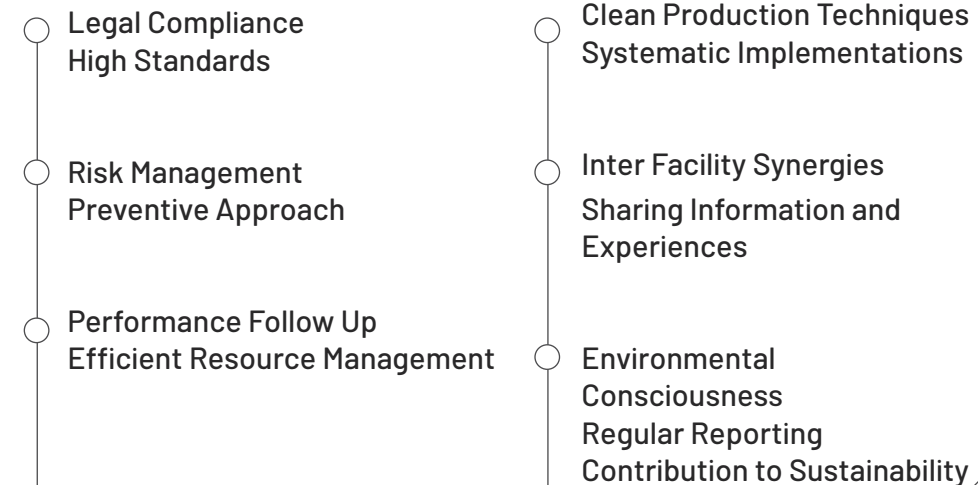 Legal Compliance
High Standards
Risk Management
Preventive Approach
Performance Follow Up
Efficient Resource Management
Clean Production Techniques
Systematic Implementations
Inter Facility Synergies
Sharing Information and
Experiences
Environmental
Consciousness
Regular Reporting
Contribution to Sustainability